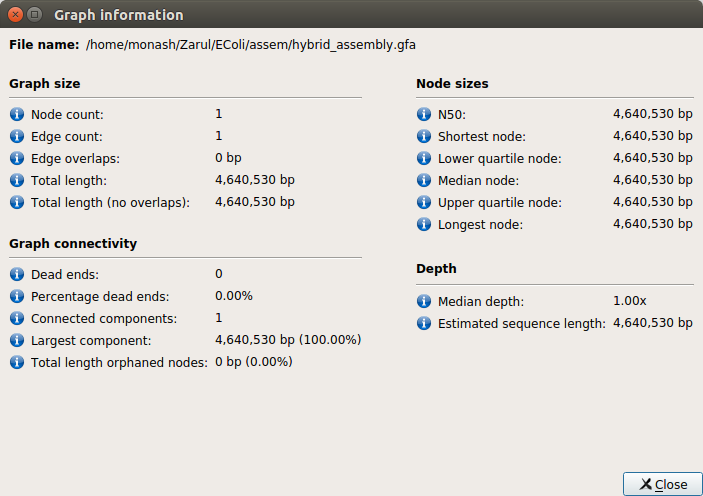 Graph information
File name: /home/monash/Zarul/EColi/assem/hybrid_assembly.gfa
Graph size
Node count: 1
Edge count: 1
Edge overlaps: 0 bp
Total length: 4,640,530 bp
Total length (no overlaps): 4,640,530 bp
Graph connectivity
Dead ends: 0
Percentage dead ends: 0.00%
Connected components: 1
Largest component: 4,640,530 bp (100.00%)
Total length orphaned nodes: 0 bp (0.00%)
Node sizes
N50: 4,640,530 bp
Shortest node: 4,640,530 bp
Lower quartile node: 4,640,530 bp
Median node: 4,640,530 bp
Upper quartile node: 4,640,530 bp
Longest node: 4,640,530 bp
Depth
Median depth: 1.00x
Estimated sequence length: 4,640,530 bp
Close